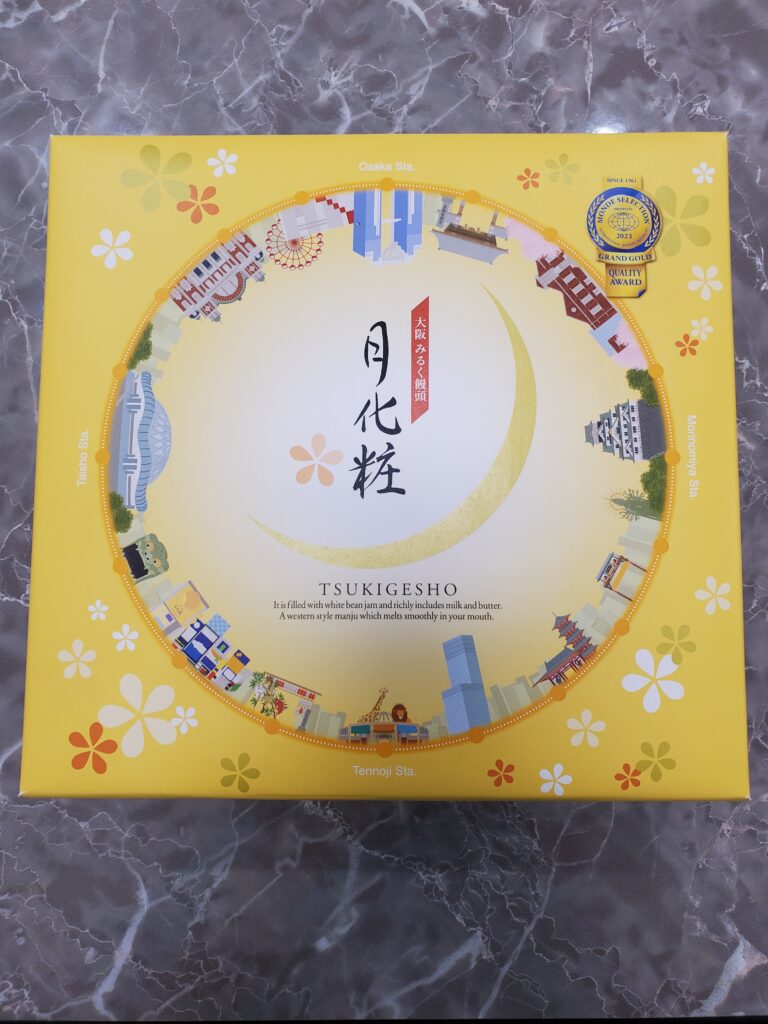 Osaka Sta.
SINCE 1961
MONDE SELECTION
2023
GRAND GOLD
QUALITY
AWARD
大阪 みるく饅頭
月化粧
Taisho Sta.
Morinomiya Sta.
TSUKIGESHO
It is filled with white bean jam and richly includes milk and butter.
A western style manju which melts smoothly in your mouth.
Tennoji Sta.